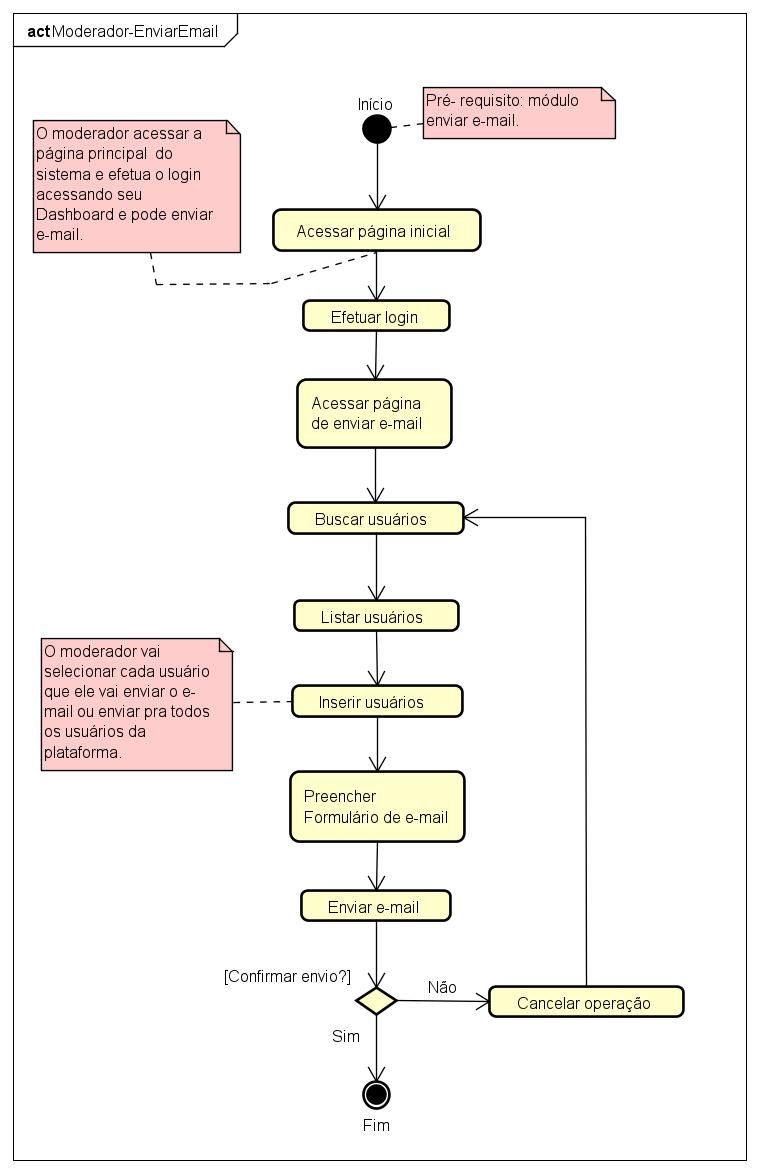 act Moderador-EnviarEmail
Início
Pré- requisito: módulo
enviar e-mail.
O moderador acessar a
página principal  do
sistema e efetua o login
acessando seu
Dashboard e pode enviar
e-mail.
Acessar página inicial
Efetuar login
Acessar página
de enviar e-mail
Buscar usuários
Listar usuários
O moderador vai
selecionar cada usuário
que ele vai enviar o e-
mail ou enviar pra todos
os usuários da
plataforma.
Inserir usuários
Preencher
Formulário de e-mail
Enviar e-mail
[Confirmar envio?]
Não
Cancelar operação
Sim
Fim